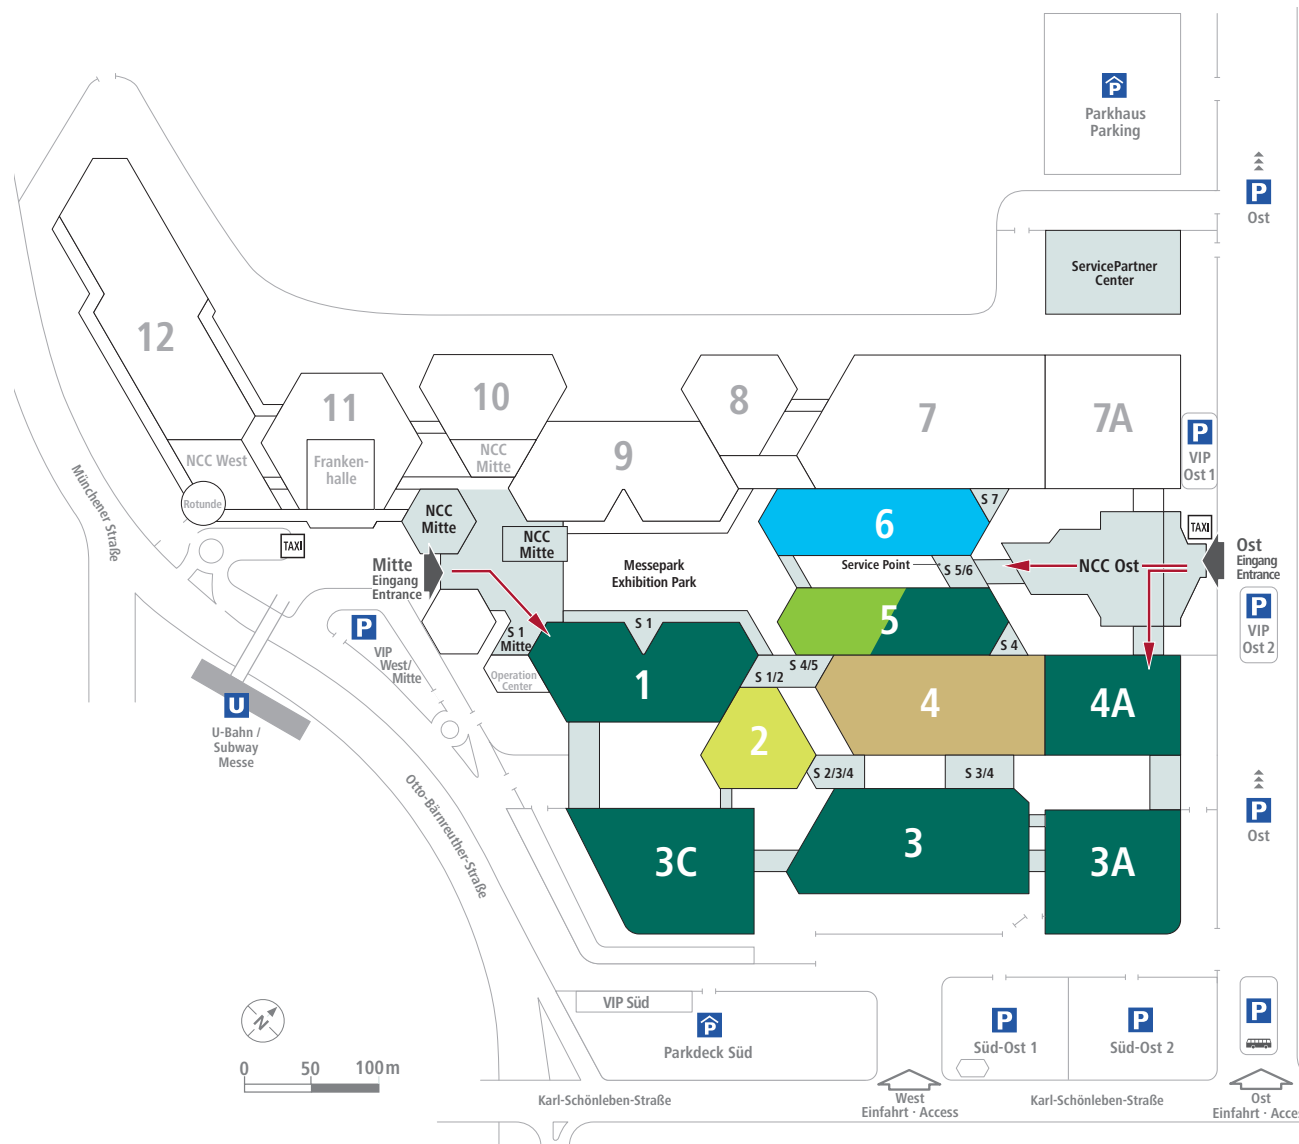 P
Parkhaus
Parking
P
Ost
ServicePartner
Center
12
11
10
8
7
7A
9
NCC West
Franken-
halle
NCC
Mitte
P
VIP
Ost 1
Rotunde
Münchener Straße
NCC
Mitte
NCC
Mitte
6
S 7
TAXI
TAXI
Mitte
Eingang
Entrance
Messepark
Exhibition Park
Service Point
S 5/6
NCC Ost
Ost
Eingang
Entrance
P
VIP
Ost 2
P
VIP
West/
Mitte
S 1
Mitte
S 1
5
S 4
Operation
Center
1
S 4/5
S 1/2
4
4A
U
U-Bahn /
Subway
Messe
2
S 2/3/4
S 3/4
Otto-Bärnreuther-Straße
P
Ost
3C
3
3A
N
0 50 100 m
VIP Süd
P
Parkdeck Süd
P
Süd-Ost 1
P
Süd-Ost 2
P
Karl-Schönleben-Straße
West
Einfahrt · Access
Karl-Schönleben-Straße
Ost
Einfahrt · Acce